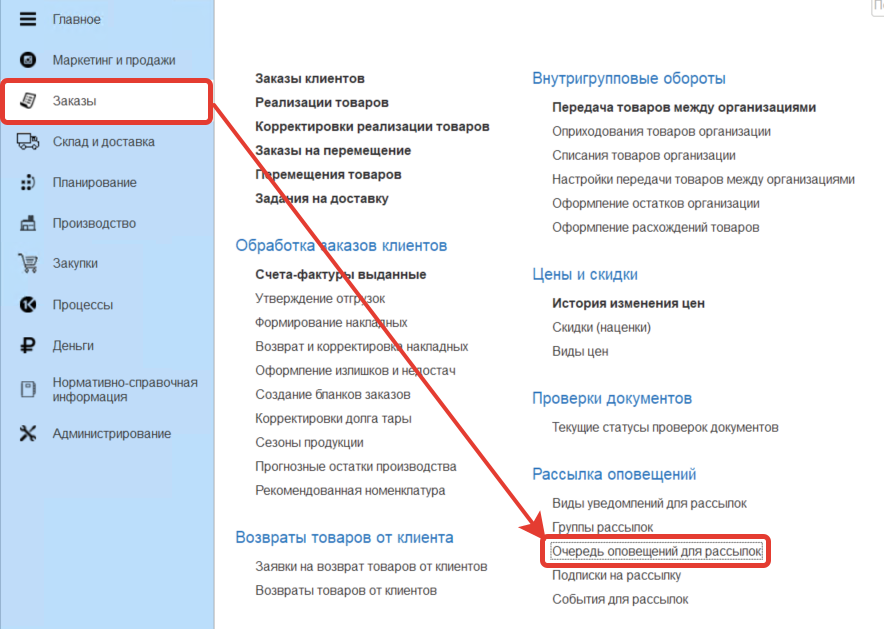 Главное
Маркетинг и продажи
Заказы
Склад и доставка
Планирование
Производство
Закупки
Процессы
Деньги
Нормативно-справочная
информация
Администрирование
Заказы клиентов
Реализации товаров
Корректировки реализации товаров
Заказы на перемещение
Перемещения товаров
Задания на доставку
Обработка заказов клиентов
Счета-фактуры выданные
Утверждение отгрузок
Формирование накладных
Возврат и корректировка накладных
Оформление излишков и недостач
Создание бланков заказов
Корректировки долга тары
Сезоны продукции
Прогнозные остатки производства
Рекомендованная номенклатура
Возвраты товаров от клиента
Заявки на возврат товаров от клиентов
Возвраты товаров от клиентов
Внутригрупповые обороты
Передача товаров между организациями
Оприходования товаров организации
Списания товаров организации
Настройки передачи товаров между организациями
Оформление остатков организации
Оформление расхождений товаров
Цены и скидки
История изменения цен
Скидки (наценки)
Виды цен
Проверки документов
Текущие статусы проверок документов
Рассылка оповещений
Виды уведомлений для рассылок
Группы рассылок
Очередь оповещений для рассылок
Подписки на рассылку
События для рассылок